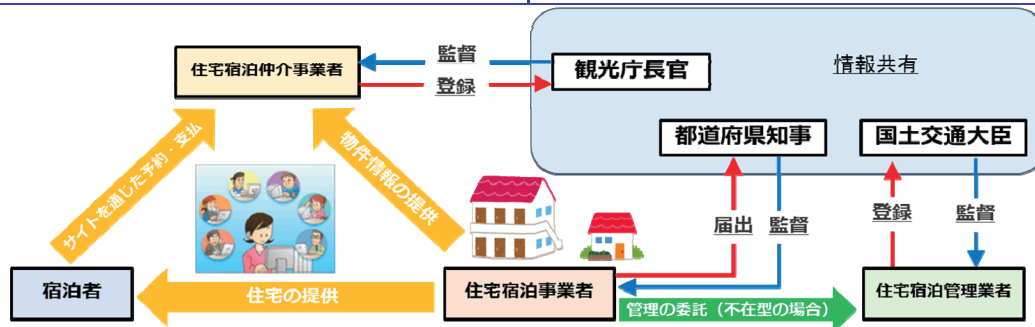 監督
住宅宿泊仲介事業者
登録
観光庁長官
情報共有
都道府県知事
国土交通大臣
サイトを通じた予約・支払
物件情報の提供
届出
監督
登録
監督
宿泊者
住宅の提供
住宅宿泊事業者
管理の委託（不在型の場合）
住宅宿泊管理業者